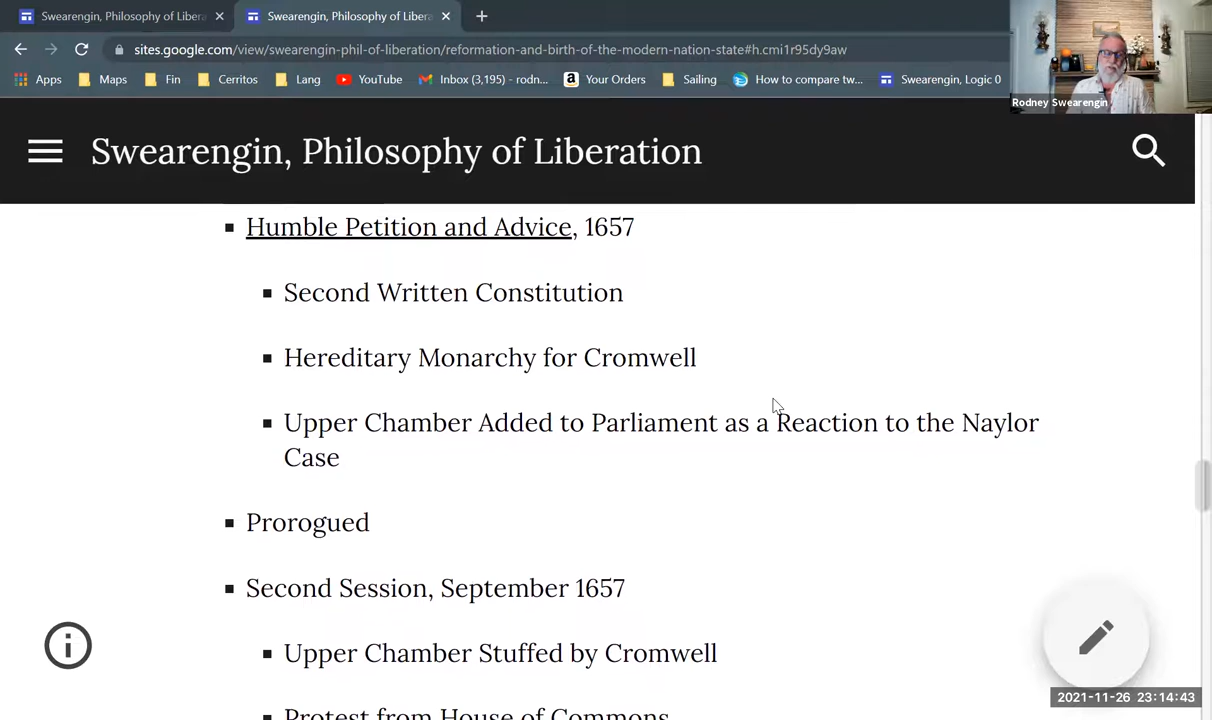 Swearengin, Philosophy of Libera
Swearengin, Philosophy of Libera
sites.google.com/view/swearengin-phil-of-liberation/reformation-and-birth-of-the-modern-nation-state#h.cmi1r95dy9aw
Apps Maps Fin Cerritos Lang YouTube Inbox (3,195) - rodn... Your Orders Sailing How to compare tw... Swearengin, Logic 0
Rodney Swearengin
Swearengin, Philosophy of Liberation
Humble Petition and Advice, 1657
Second Written Constitution
Hereditary Monarchy for Cromwell
Upper Chamber Added to Parliament as a Reaction to the Naylor
Case
Prorogued
Second Session, September 1657
Upper Chamber Stuffed by Cromwell
Protest from House of Commons
2021-11-26 23:14:43